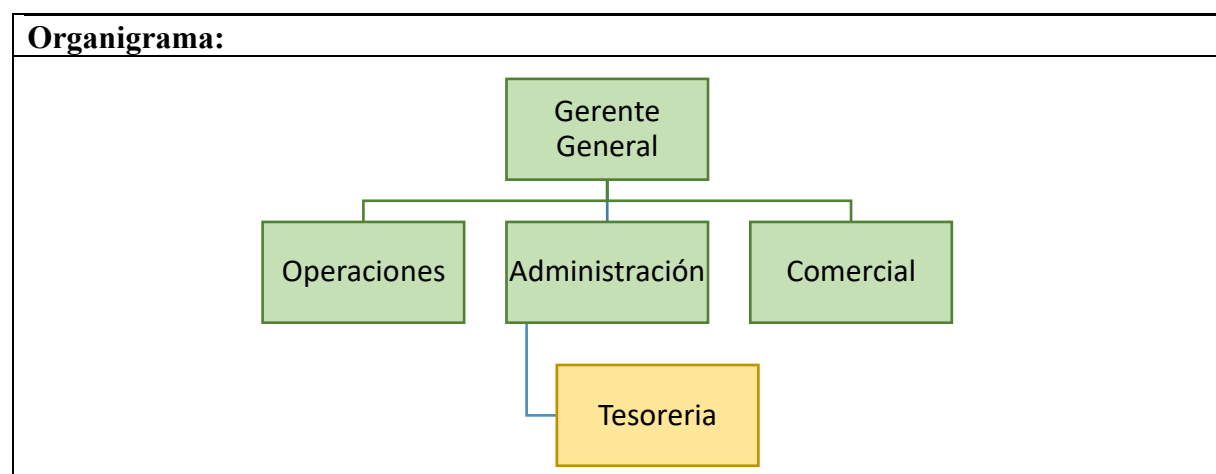 Organigrama:
Gerente
General
Operaciones
Administración
Comercial
Tesoreria